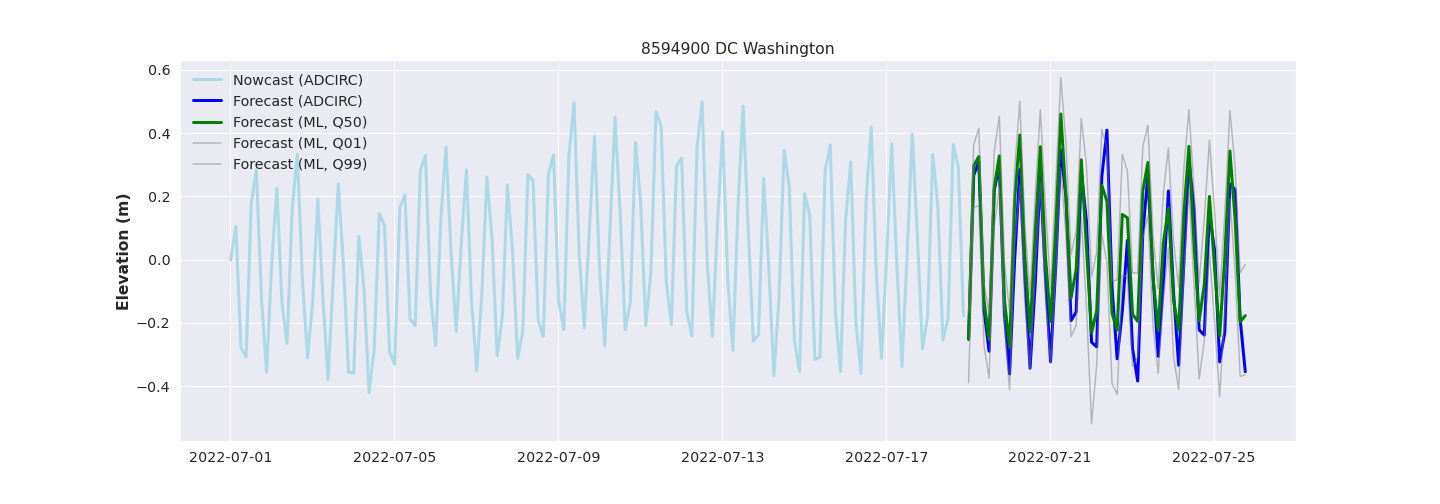 8594900 DC Washington
Nowcast (ADCIRC)
Forecast (ADCIRC)
Forecast (ML, Q50)
Forecast (ML, Q01)
Forecast (ML, Q99)
Elevation (m)
0.6
0.4
0.2
0.0
−0.2
−0.4
2022-07-01 2022-07-05 2022-07-09 2022-07-13 2022-07-17 2022-07-21 2022-07-25